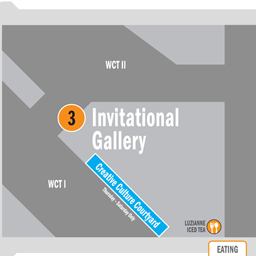 WCT II
3
Invitational
Gallery
Creative Culture Courtyard
Thursday - Saturday Only
WCT I
LUZIANNE
ICED TEA
EATING